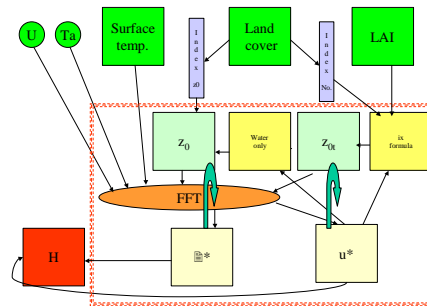 U
Ta
Surface
temp.
Index
z0
Land
cover
Index
No.
LAI
z₀
Water
only
z₀ₜ
ix
formula
FFT
H
🗎*
u*